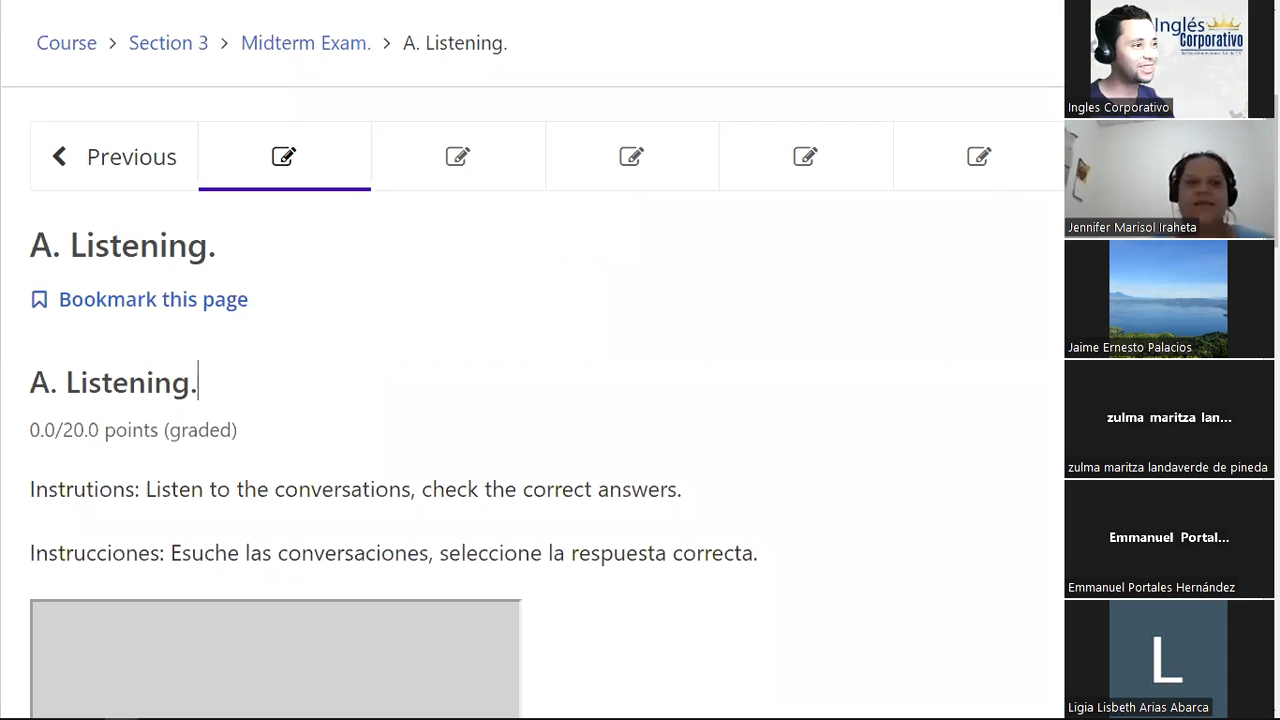 Course > Section 3 > Midterm Exam. > A. Listening.
Previous
A. Listening.
Bookmark this page
A. Listening.
0.0/20.0 points (graded)
Instrutions: Listen to the conversations, check the correct answers.
Instrucciones: Esuche las conversaciones, seleccione la respuesta correcta.
Inglés
Corporativo
Ingles Corporativo
Jennifer Marisol Iraheta
Jaime Ernesto Palacios
zulma maritza lan...
zulma maritza landaverde de pineda
Emmanuel Portal...
Emmanuel Portales Hernández
L
Ligia Lisbeth Arias Abarca